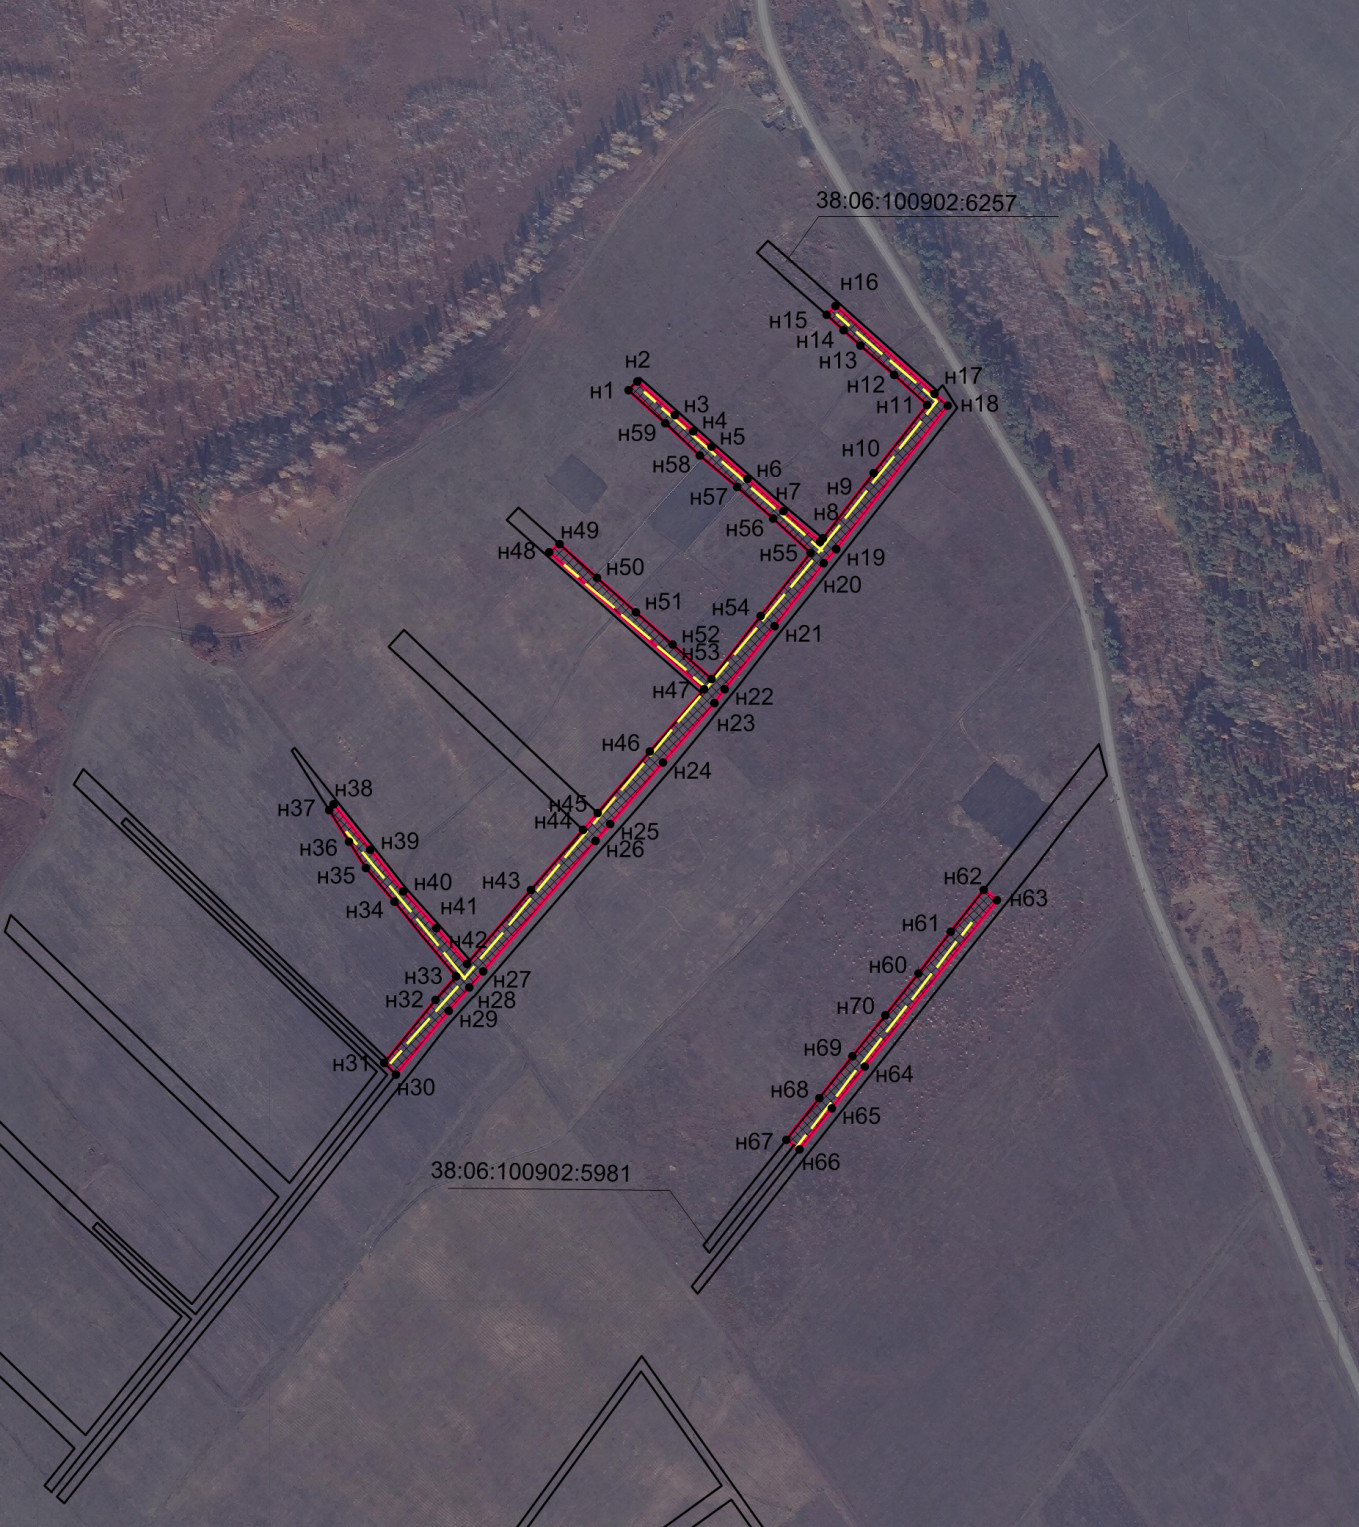 38:06:100902:6257
н16
н15
н14
н13
н12
н17
н11
н18
н2
н1
н3
н4
н59
н5
н58
н10
н6
н57
н9
н7
н56
н8
н55
н19
н20
н49
н48
н50
н51
н54
н21
н52
н53
н47
н22
н23
н46
н24
н45
н44
н25
н26
н38
н37
н36
н39
н35
н40
н43
н34
н41
н42
н33
н27
н32
н28
н29
н31
н30
н62
н63
н61
н60
н70
н69
н64
н68
н65
н67
н66
38:06:100902:5981